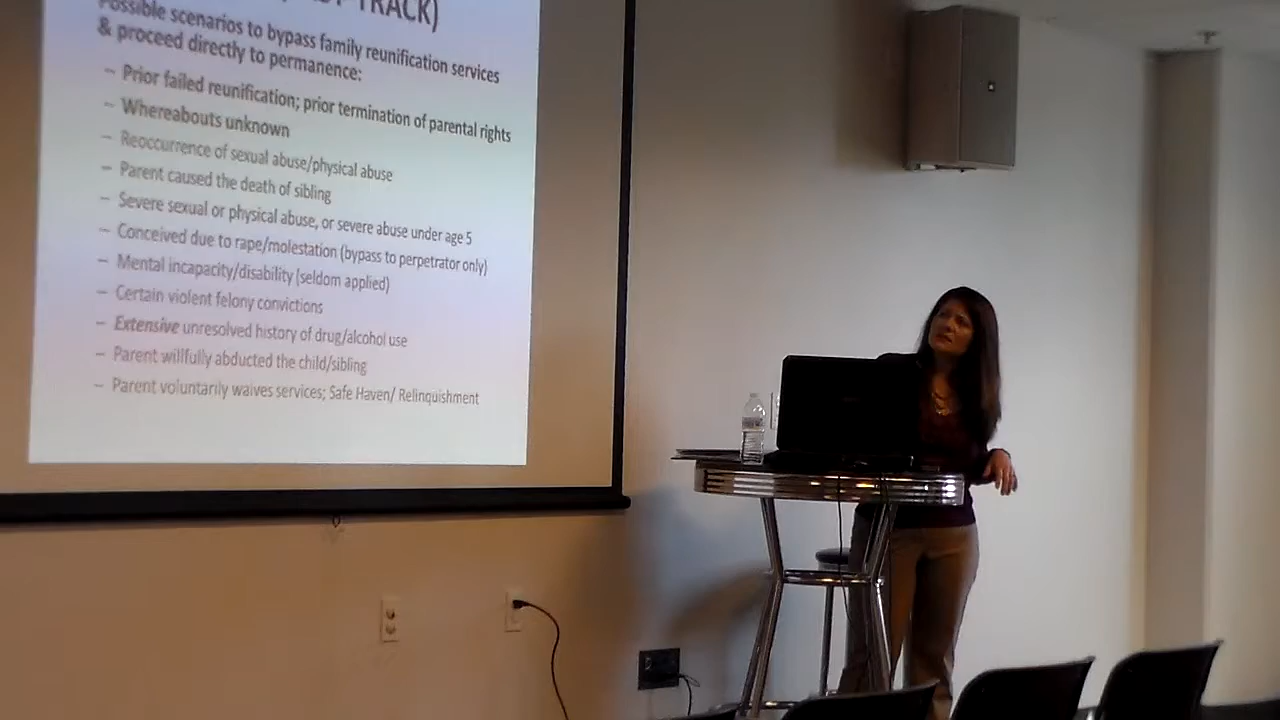 TRACK)
Possible scenarios to bypass family reunification services
& proceed directly to permanence:
– Prior failed reunification; prior termination of parental rights
– Whereabouts unknown
– Reoccurrence of sexual abuse/physical abuse
– Parent caused the death of sibling
– Severe sexual or physical abuse, or severe abuse under age 5
– Conceived due to rape/molestation (bypass to perpetrator only)
– Mental incapacity/disability (seldom applied)
– Certain violent felony convictions
– Extensive unresolved history of drug/alcohol use
– Parent willfully abducted the child/sibling
– Parent voluntarily waives services; Safe Haven/ Relinquishment